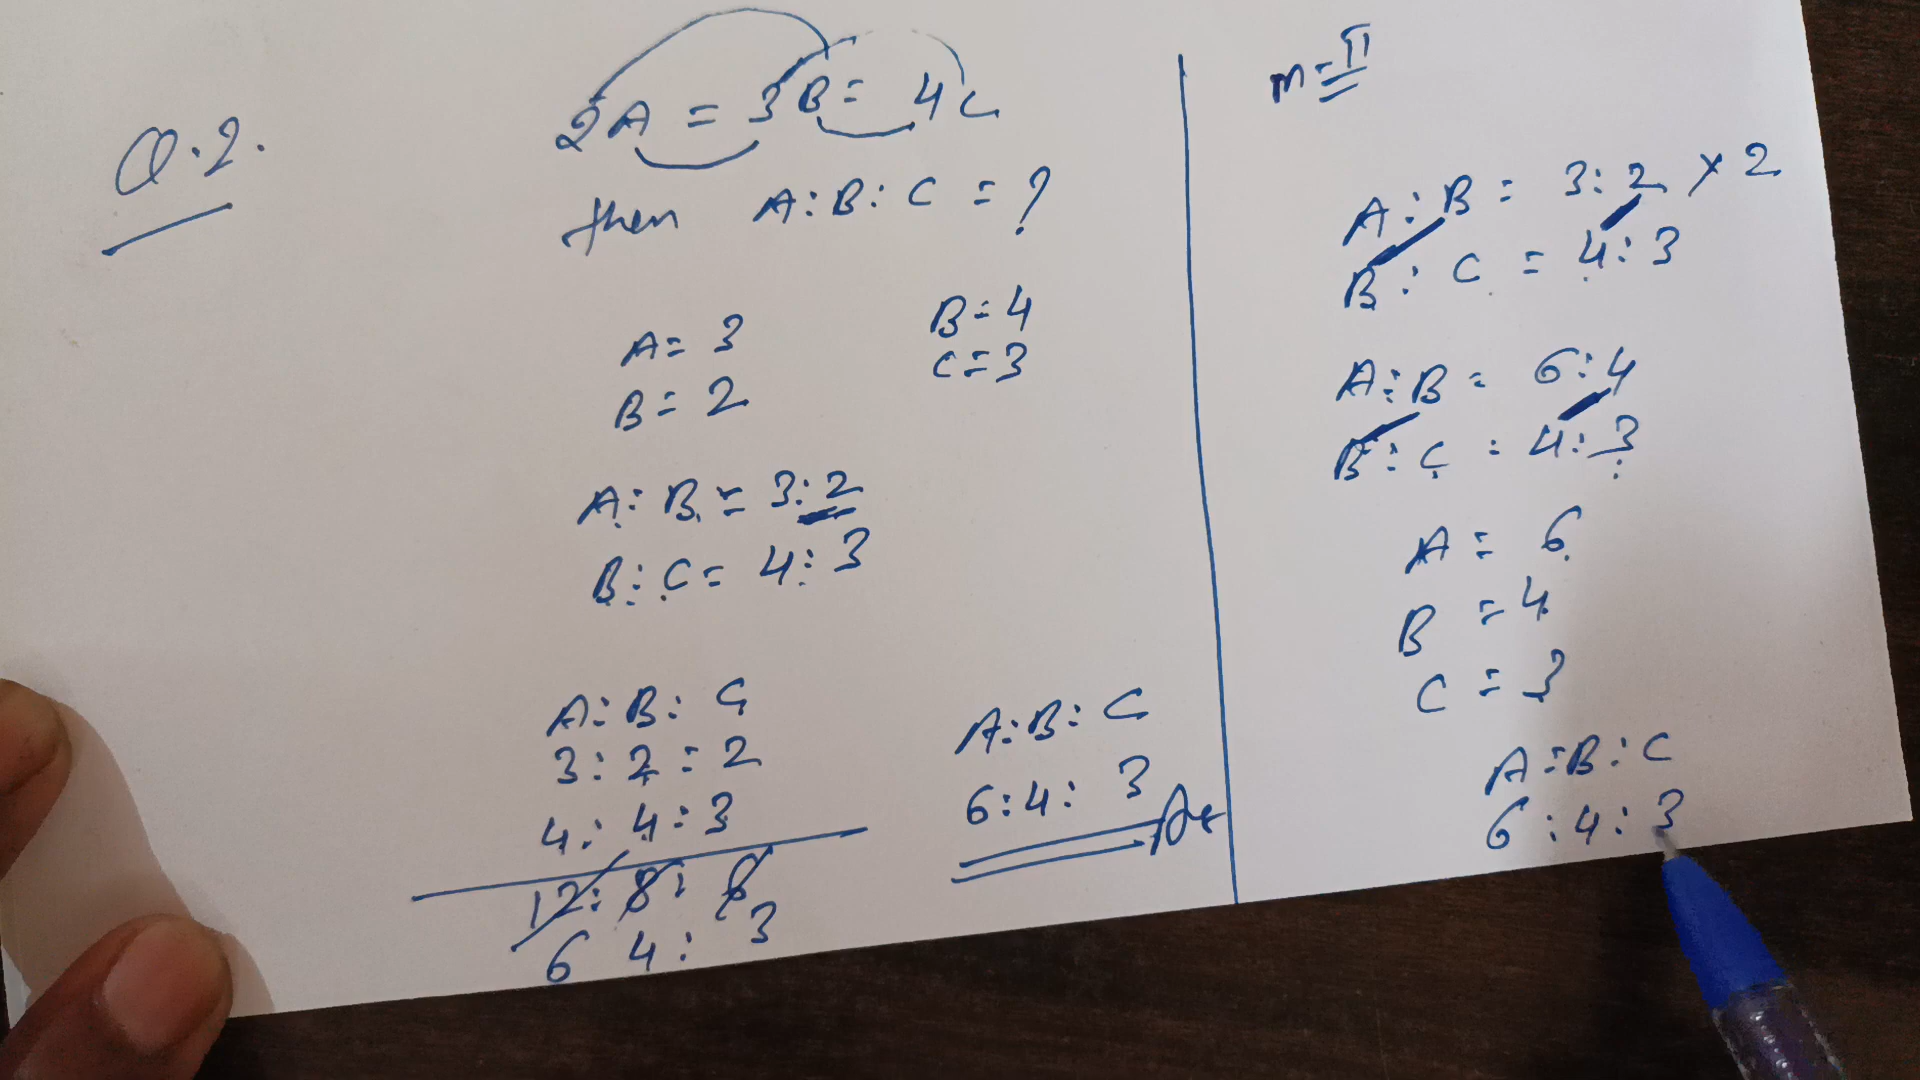 Q.2.
2A = 3B = 4C
then A:B:C = ?
A = 3
B = 2
B = 4
C = 3
A:B = 3:2
B:C = 4:3
A:B:C
3:2:2
4:4:3
12:8:6
6 4:3
A:B:C
6:4:3
m=II
A:B = 3:2 × 2
B:C = 4:3
A:B = 6:4
B:C = 4:3
A = 6
B = 4
C = 3
A:B:C
6:4:3